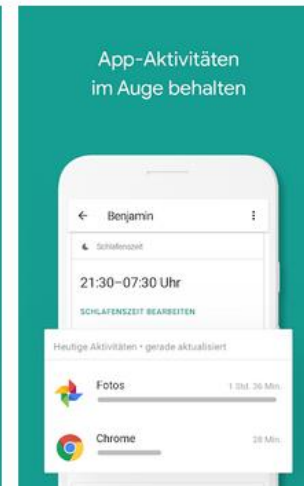 App-Aktivitäten
im Auge behalten
Benjamin
Schlafenszeit
21:30–07:30 Uhr
SCHLAFENSZEIT BEARBEITEN
Heutige Aktivitäten • gerade aktualisiert
Fotos
1 Std. 36 Min.
Chrome
28 Min.